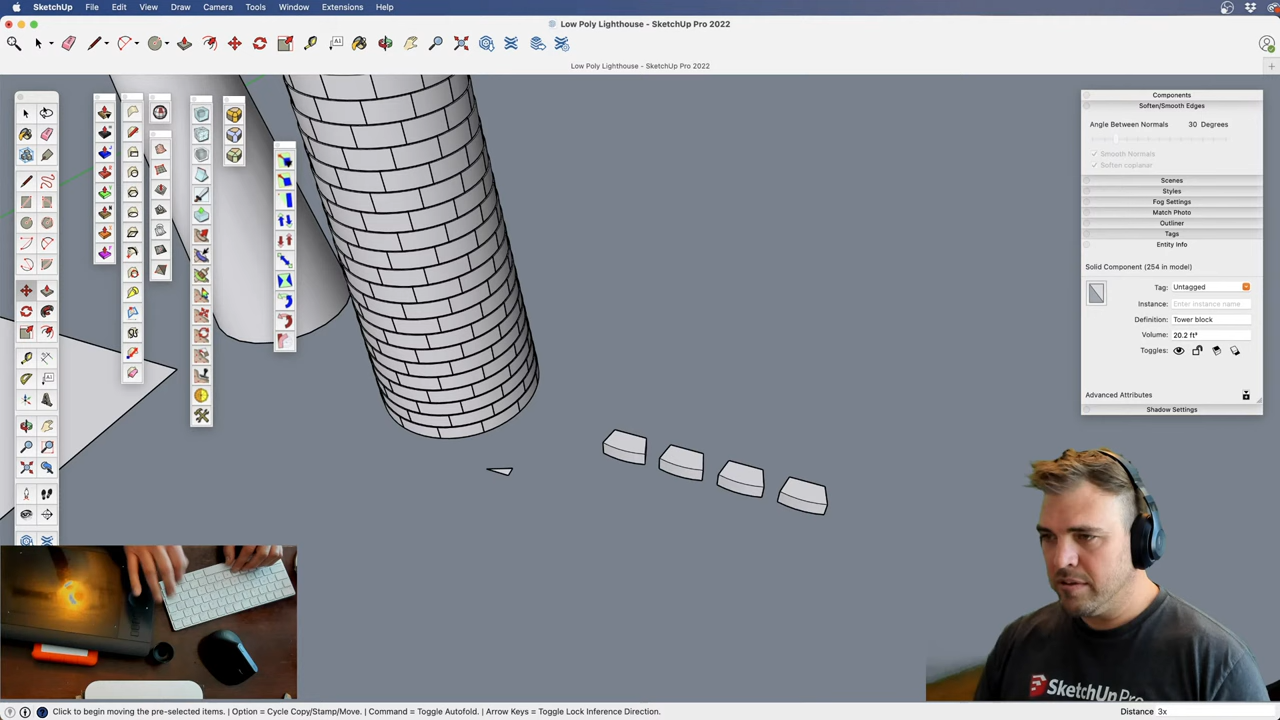 SketchUp File Edit View Draw Camera Tools Window Extensions Help
Low Poly Lighthouse - SketchUp Pro 2022
Low Poly Lighthouse - SketchUp Pro 2022
Components
Soften/Smooth Edges
Angle Between Normals 30 Degrees
Smooth Normals
Soften coplanar
Scenes
Styles
Fog Settings
Match Photo
Outliner
Tags
Entity Info
Solid Component (254 in model)
Tag: Untagged
Instance: Enter instance name
Definition: Tower block
Volume: 20.2 ft³
Toggles:
Advanced Attributes
Shadow Settings
SketchUp Pro
Click to begin moving the pre-selected items. | Option = Cycle Copy/Stamp/Move. | Command = Toggle Autofold. | Arrow Keys = Toggle Lock Inference Direction. Distance 3x